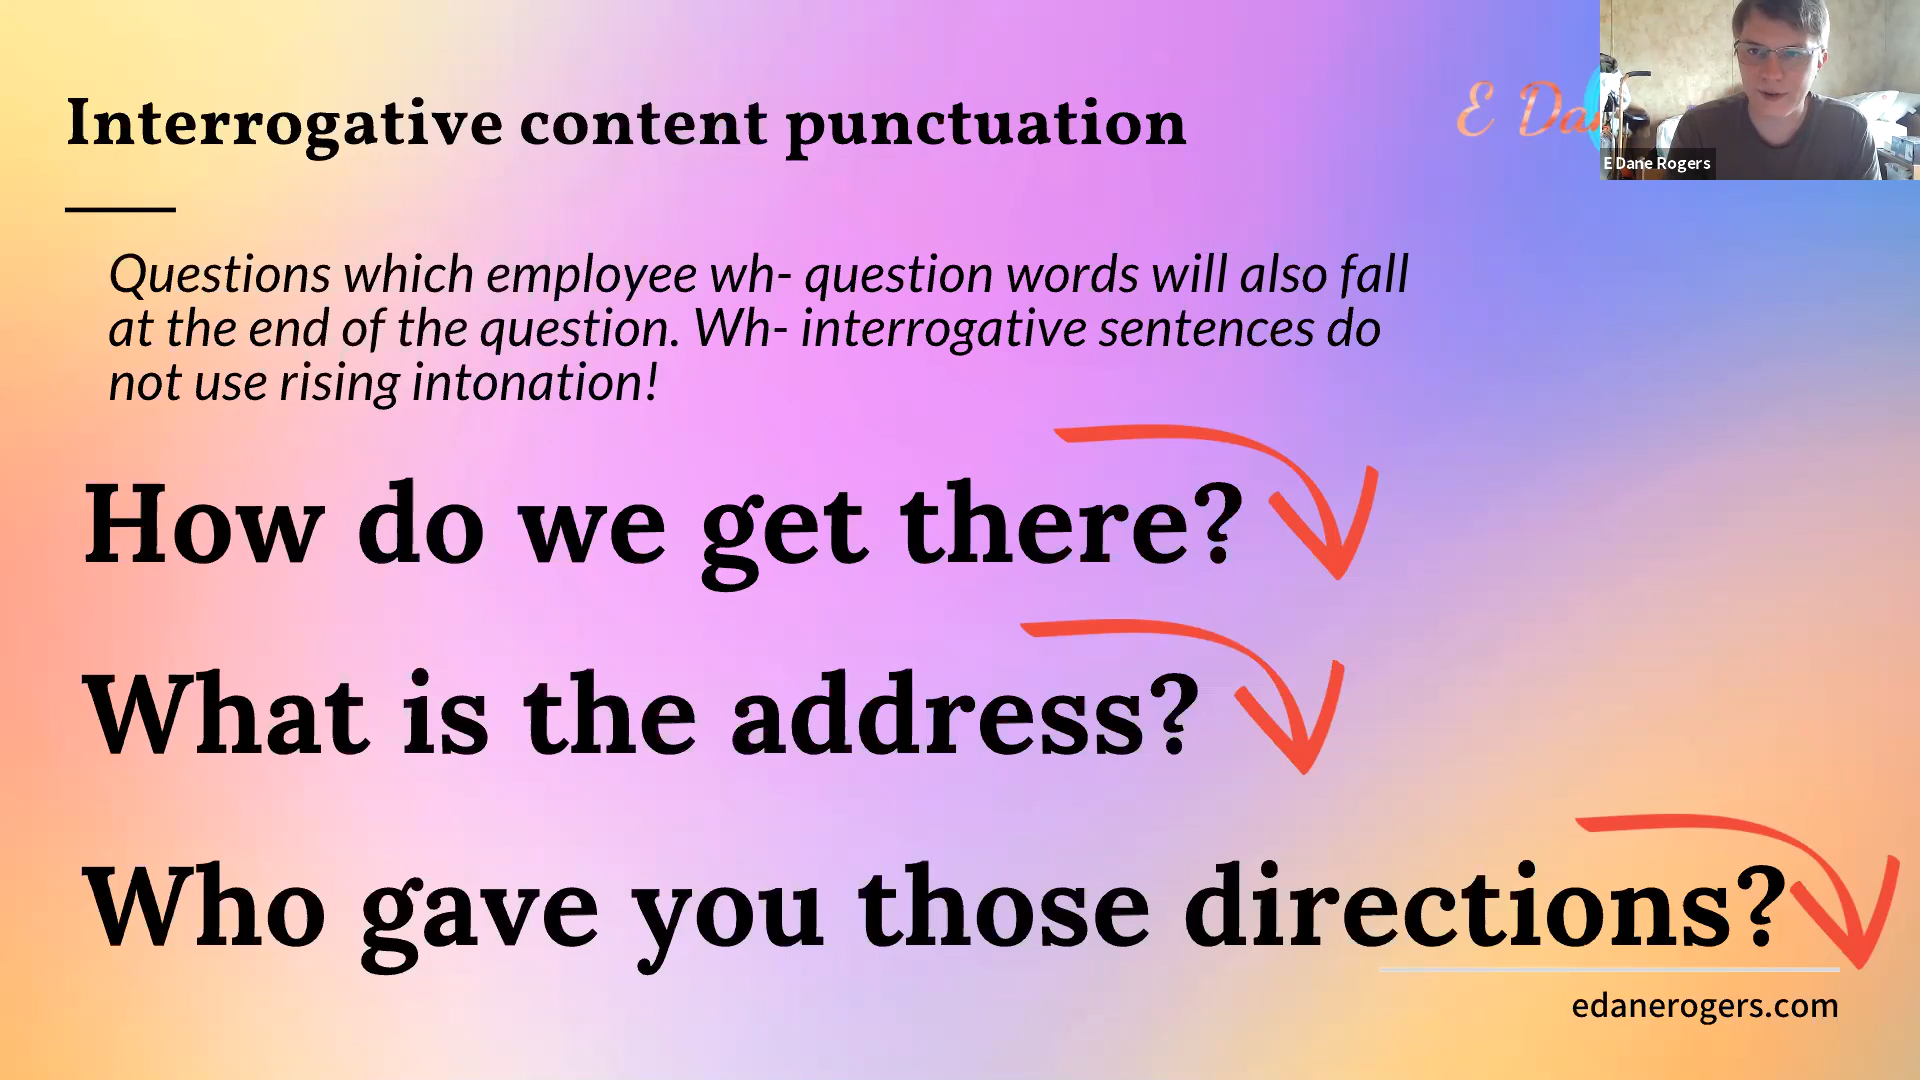 Interrogative content punctuation
E Da
E Dane Rogers
Questions which employee wh- question words will also fall
at the end of the question. Wh- interrogative sentences do
not use rising intonation!
How do we get there?
What is the address?
Who gave you those directions?
edanerogers.com